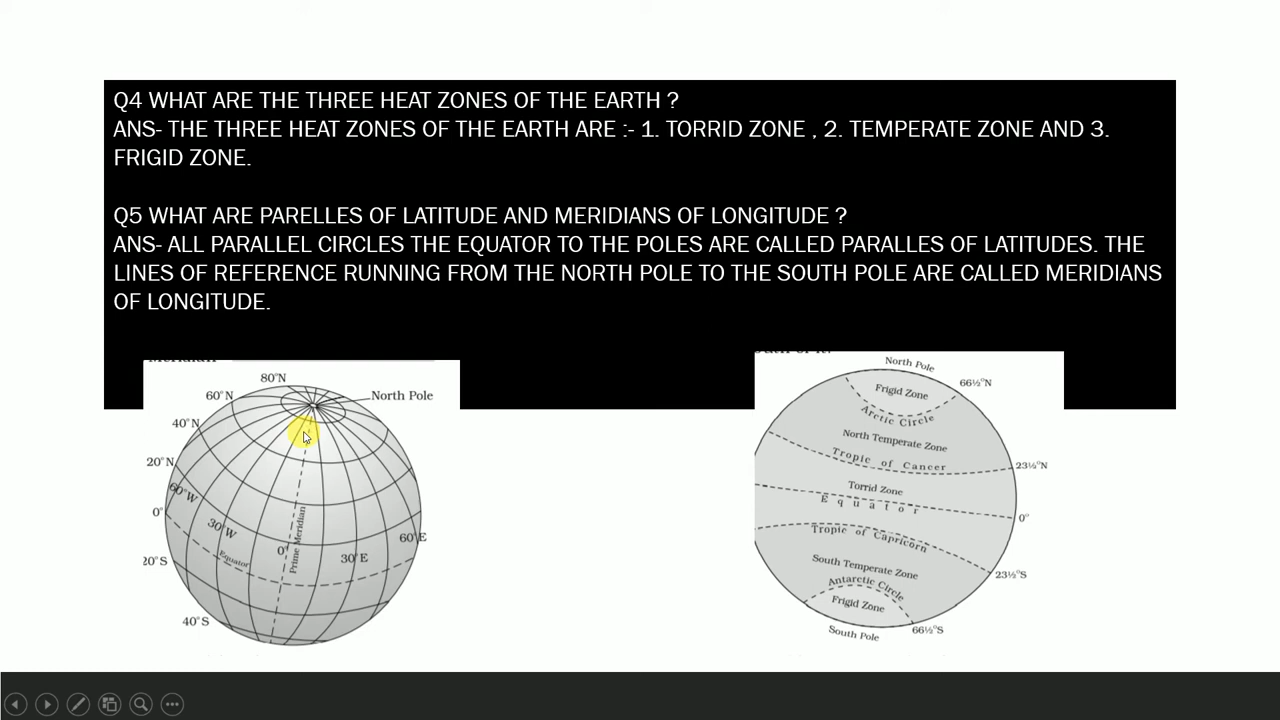 Q4 WHAT ARE THE THREE HEAT ZONES OF THE EARTH ?
ANS- THE THREE HEAT ZONES OF THE EARTH ARE :- 1. TORRID ZONE , 2. TEMPERATE ZONE AND 3.
FRIGID ZONE.
Q5 WHAT ARE PARELLES OF LATITUDE AND MERIDIANS OF LONGITUDE ?
ANS- ALL PARALLEL CIRCLES THE EQUATOR TO THE POLES ARE CALLED PARALLES OF LATITUDES. THE
LINES OF REFERENCE RUNNING FROM THE NORTH POLE TO THE SOUTH POLE ARE CALLED MERIDIANS
OF LONGITUDE.
80°N
60°N
North Pole
40°N
20°N
60°W
0°
30°W
Equator
0°
Prime Meridian
30°E
60°E
20°S
40°S
North Pole
66½°N
Frigid Zone
Arctic Circle
North Temperate Zone
Tropic of Cancer
23½°N
Torrid Zone
Equator
0°
Tropic of Capricorn
South Temperate Zone
23½°S
Antarctic Circle
Frigid Zone
South Pole
66½°S